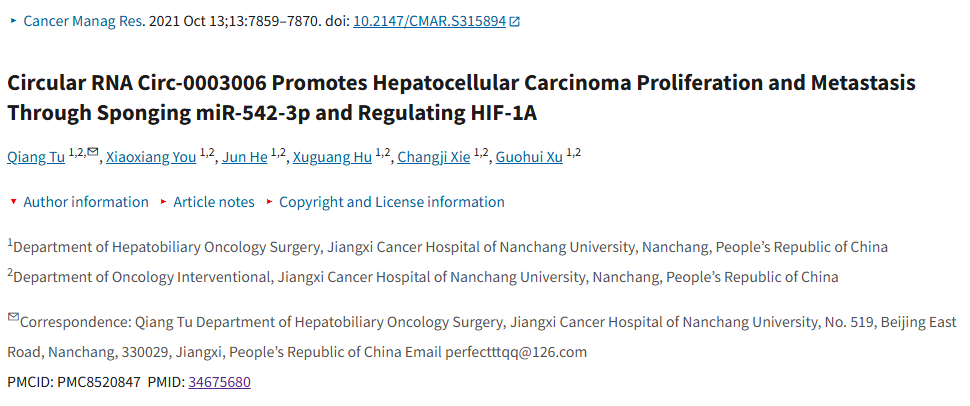 Cancer Manag Res. 2021 Oct 13;13:7859–7870. doi: 10.2147/CMAR.S315894
Circular RNA Circ-0003006 Promotes Hepatocellular Carcinoma Proliferation and Metastasis
Through Sponging miR-542-3p and Regulating HIF-1A
Qiang Tu 1,2,✉, Xiaoxiang You 1,2, Jun He 1,2, Xuguang Hu 1,2, Changji Xie 1,2, Guohui Xu 1,2
Author information Article notes Copyright and License information
1Department of Hepatobiliary Oncology Surgery, Jiangxi Cancer Hospital of Nanchang University, Nanchang, People’s Republic of China
2Department of Oncology Interventional, Jiangxi Cancer Hospital of Nanchang University, Nanchang, People’s Republic of China
✉Correspondence: Qiang Tu Department of Hepatobiliary Oncology Surgery, Jiangxi Cancer Hospital of Nanchang University, No. 519, Beijing East
Road, Nanchang, 330029, Jiangxi, People’s Republic of China Email perfectttqq@126.com
PMCID: PMC8520847 PMID: 34675680